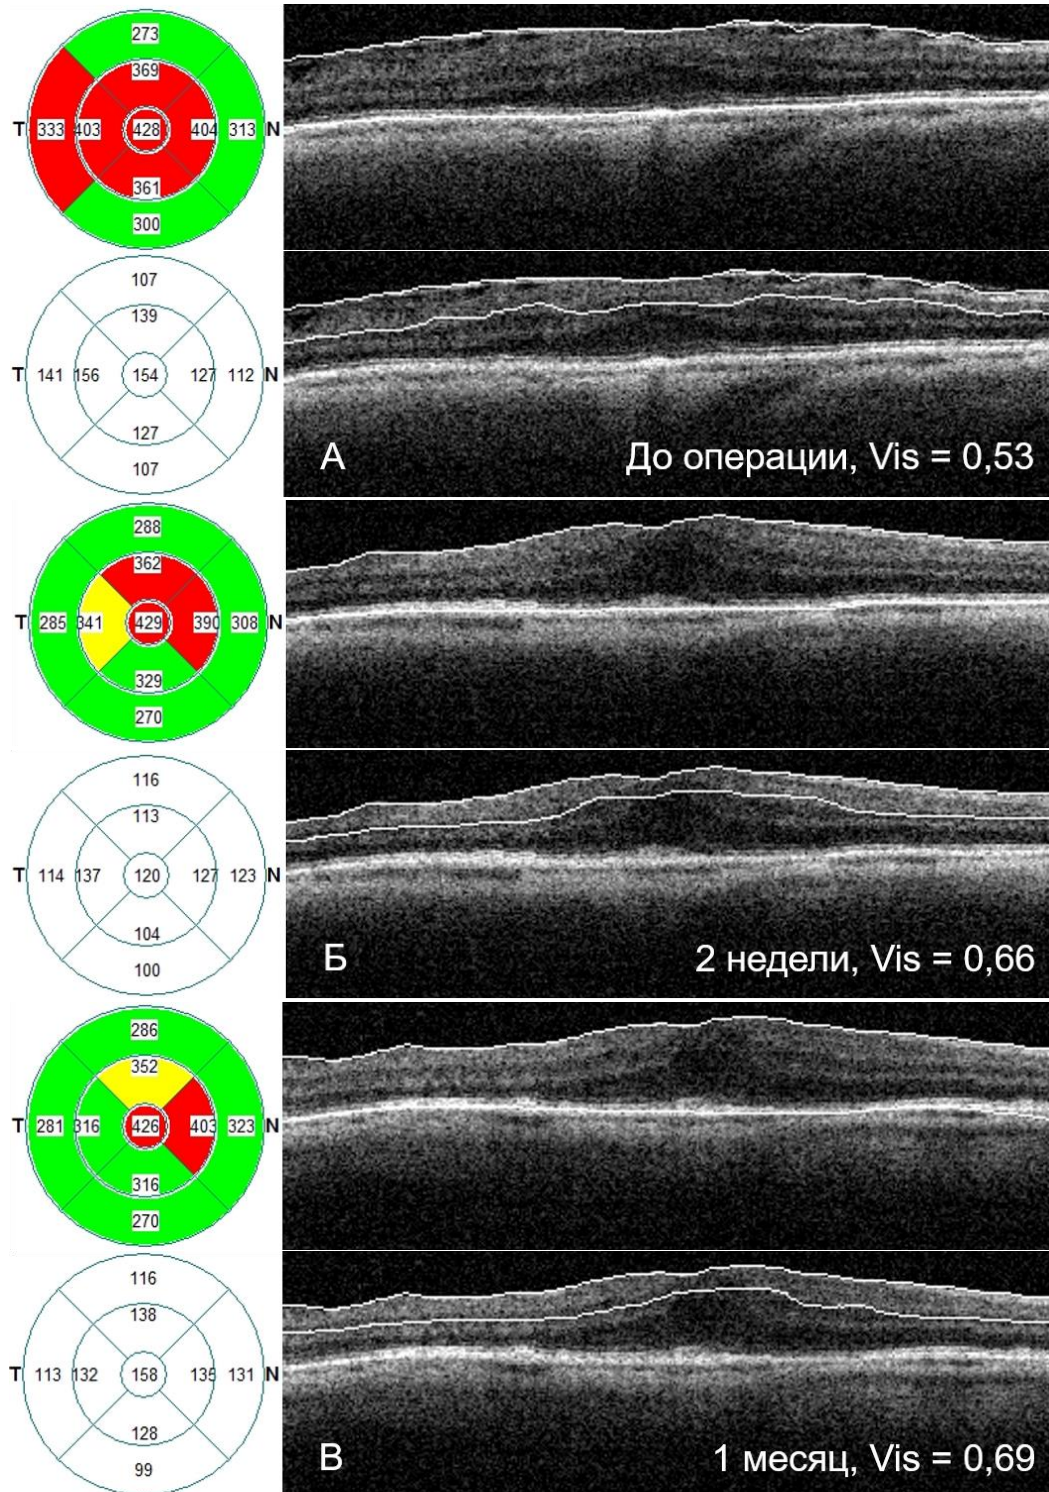 273
369
T 333 403 428 404 313 N
361
300
107
139
T 141 156 154 127 112 N
127
107
А До операции, Vis = 0,53
288
362
T 285 341 429 390 308 N
329
270
116
113
T 114 137 120 127 123 N
104
100
Б 2 недели, Vis = 0,66
286
352
T 281 316 426 403 323 N
316
270
116
138
T 113 132 158 135 131 N
128
99
В 1 месяц, Vis = 0,69